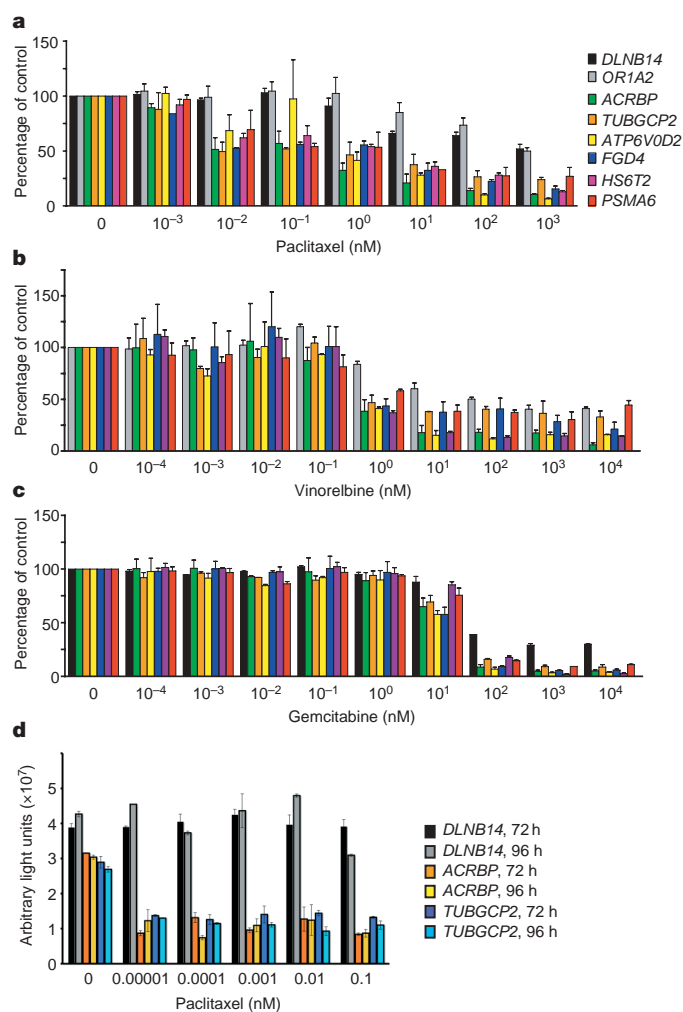 a
Percentage of control
150
100
50
0
0 10⁻³ 10⁻² 10⁻¹ 10⁰ 10¹ 10² 10³
Paclitaxel (nM)
DLNB14
OR1A2
ACRBP
TUBGCP2
ATP6V0D2
FGD4
HS6T2
PSMA6
b
Percentage of control
150
100
50
0
0 10⁻⁴ 10⁻³ 10⁻² 10⁻¹ 10⁰ 10¹ 10² 10³ 10⁴
Vinorelbine (nM)
c
Percentage of control
150
100
50
0
0 10⁻⁴ 10⁻³ 10⁻² 10⁻¹ 10⁰ 10¹ 10² 10³ 10⁴
Gemcitabine (nM)
d
Arbitrary light units (×10⁷)
5
4
3
2
1
0
0 0.00001 0.0001 0.001 0.01 0.1
Paclitaxel (nM)
DLNB14, 72 h
DLNB14, 96 h
ACRBP, 72 h
ACRBP, 96 h
TUBGCP2, 72 h
TUBGCP2, 96 h